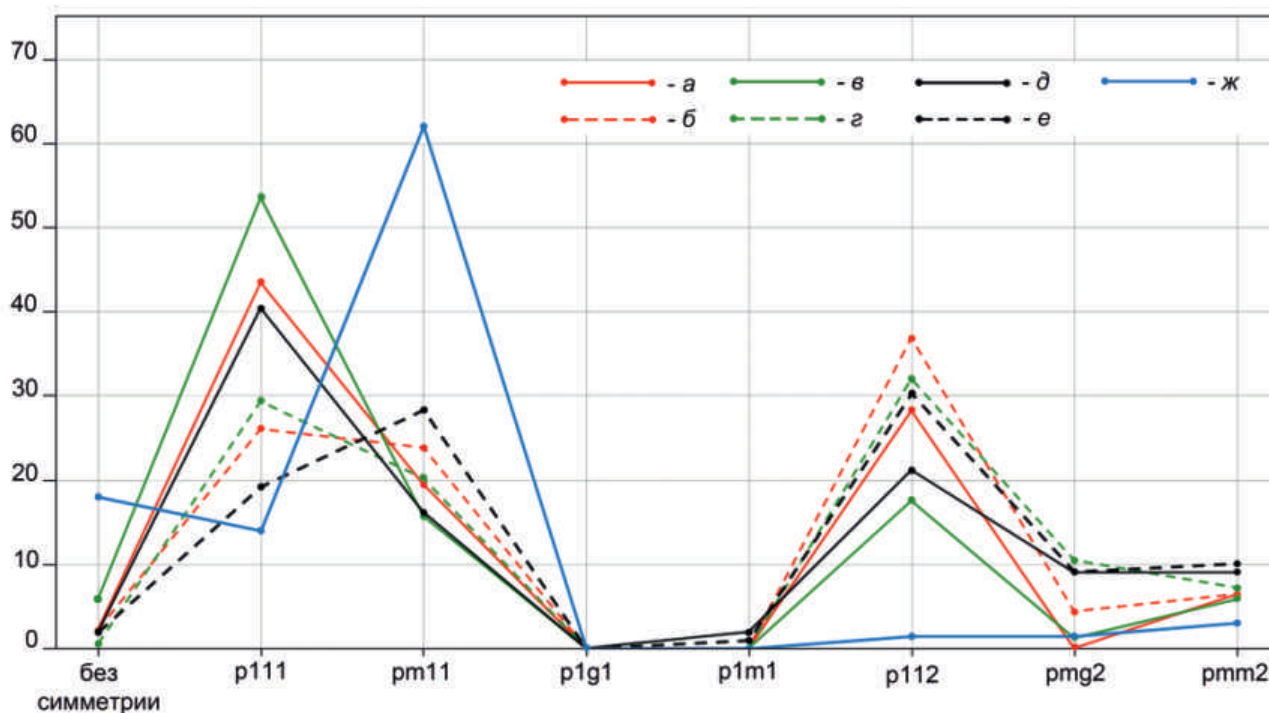 70
- а
- в
- д
- ж
- б
- г
- е
60
50
40
30
20
10
0
без симметрии
p111
pm11
p1g1
p1m1
p112
pmg2
pmm2